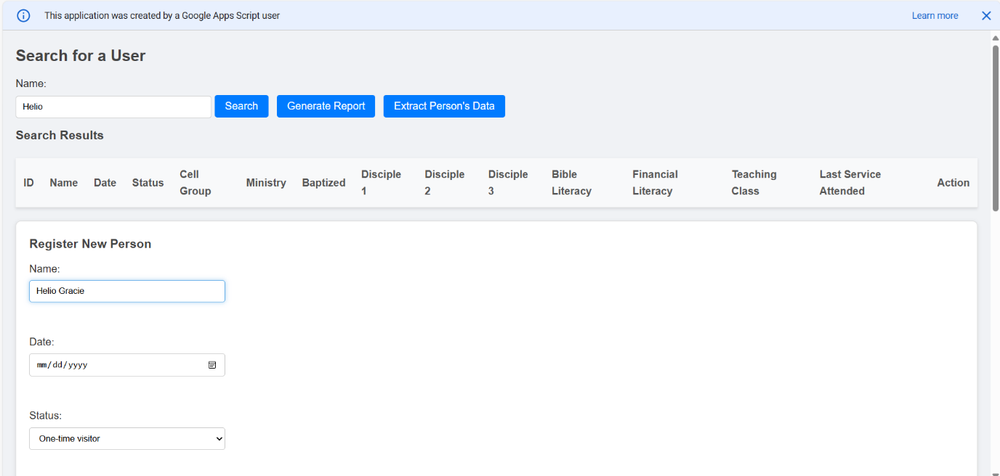 This application was created by a Google Apps Script user
Learn more
Search for a User
Name:
Helio
Search
Generate Report
Extract Person's Data
Search Results
ID
Name
Date
Status
Cell
Group
Ministry
Baptized
Disciple
1
Disciple
2
Disciple
3
Bible
Literacy
Financial
Literacy
Teaching
Class
Last Service
Attended
Action
Register New Person
Name:
Helio Gracie
Date:
mm/dd/yyyy
Status:
One-time visitor